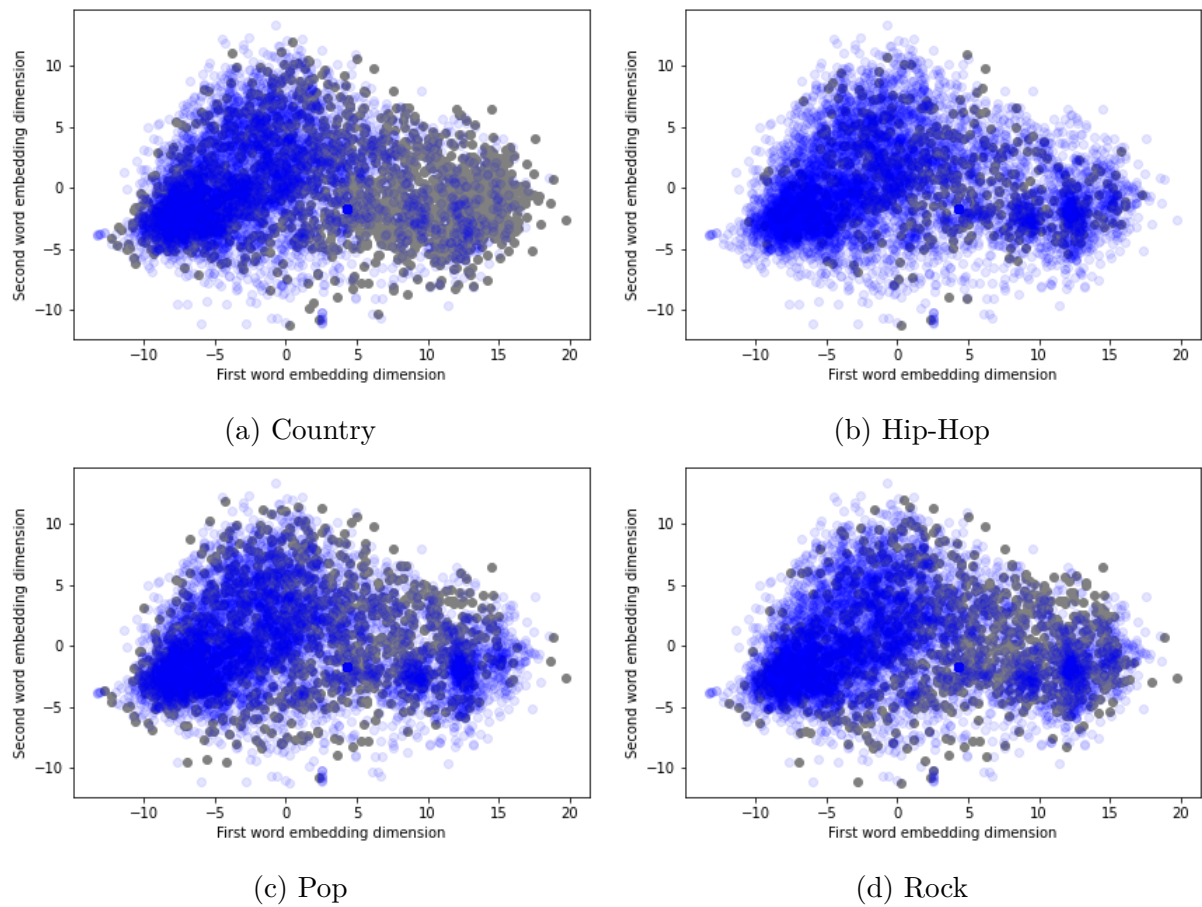 10
5
0
−5
−10
Second word embedding dimension
−10 −5 0 5 10 15 20
First word embedding dimension
(a) Country
10
5
0
−5
−10
Second word embedding dimension
−10 −5 0 5 10 15 20
First word embedding dimension
(b) Hip-Hop
10
5
0
−5
−10
Second word embedding dimension
−10 −5 0 5 10 15 20
First word embedding dimension
(c) Pop
10
5
0
−5
−10
Second word embedding dimension
−10 −5 0 5 10 15 20
First word embedding dimension
(d) Rock